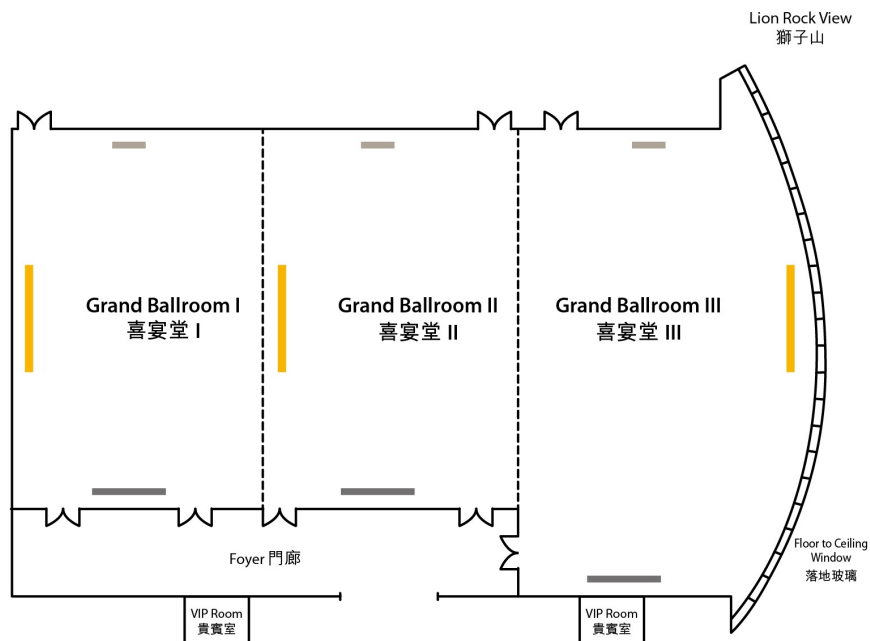 Lion Rock View
獅子山
Grand Ballroom I
喜宴堂 I
Grand Ballroom II
喜宴堂 II
Grand Ballroom III
喜宴堂 III
Foyer 門廊
Floor to Ceiling
Window
落地玻璃
VIP Room
貴賓室
VIP Room
貴賓室